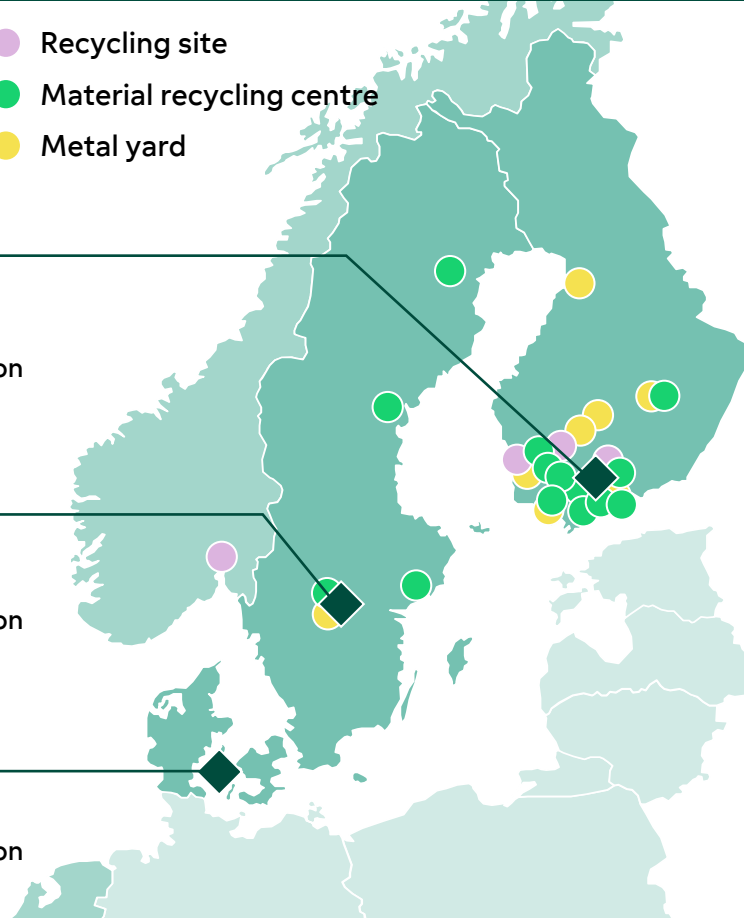 Recycling site
Material recycling centre
Metal yard
on
on
on